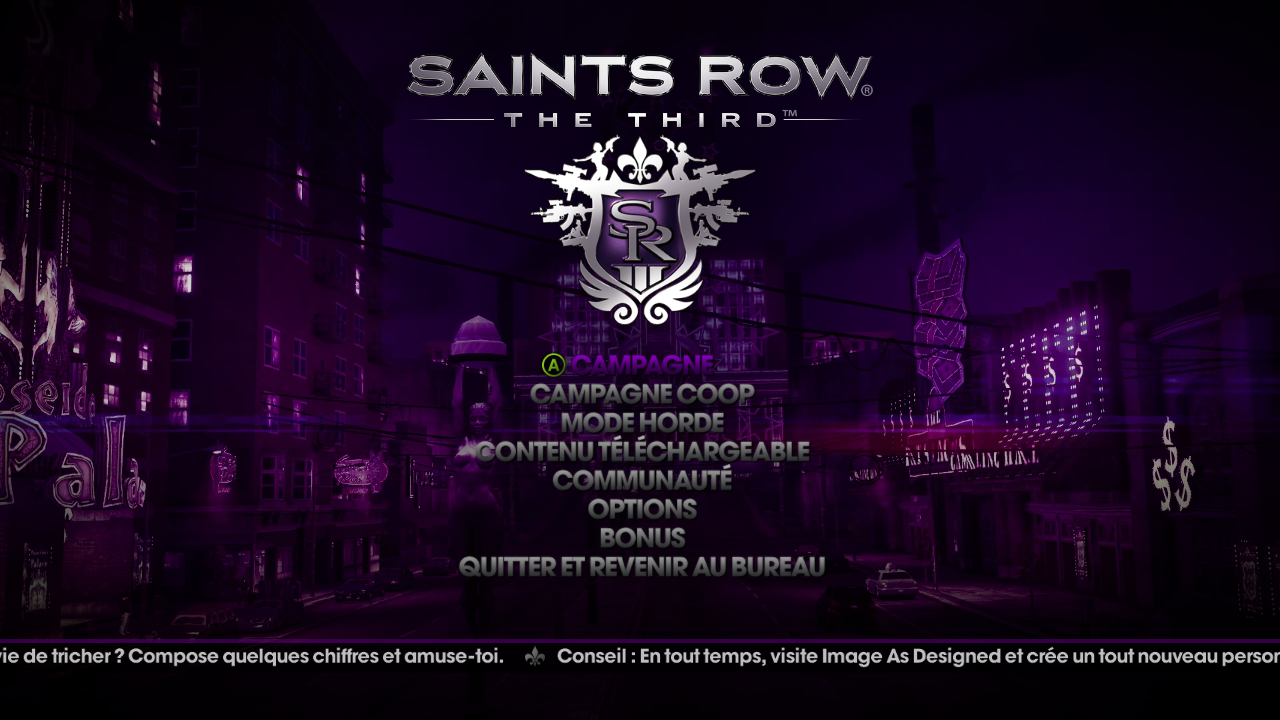 SAINTS ROW®
THE THIRD™
SR
III
A CAMPAGNE
CAMPAGNE COOP
MODE HORDE
CONTENU TÉLÉCHARGEABLE
COMMUNAUTÉ
OPTIONS
BONUS
QUITTER ET REVENIR AU BUREAU
de tricher ? Compose quelques chiffres et amuse-toi.
Conseil : En tout temps, visite Image As Designed et crée un tout nouveau